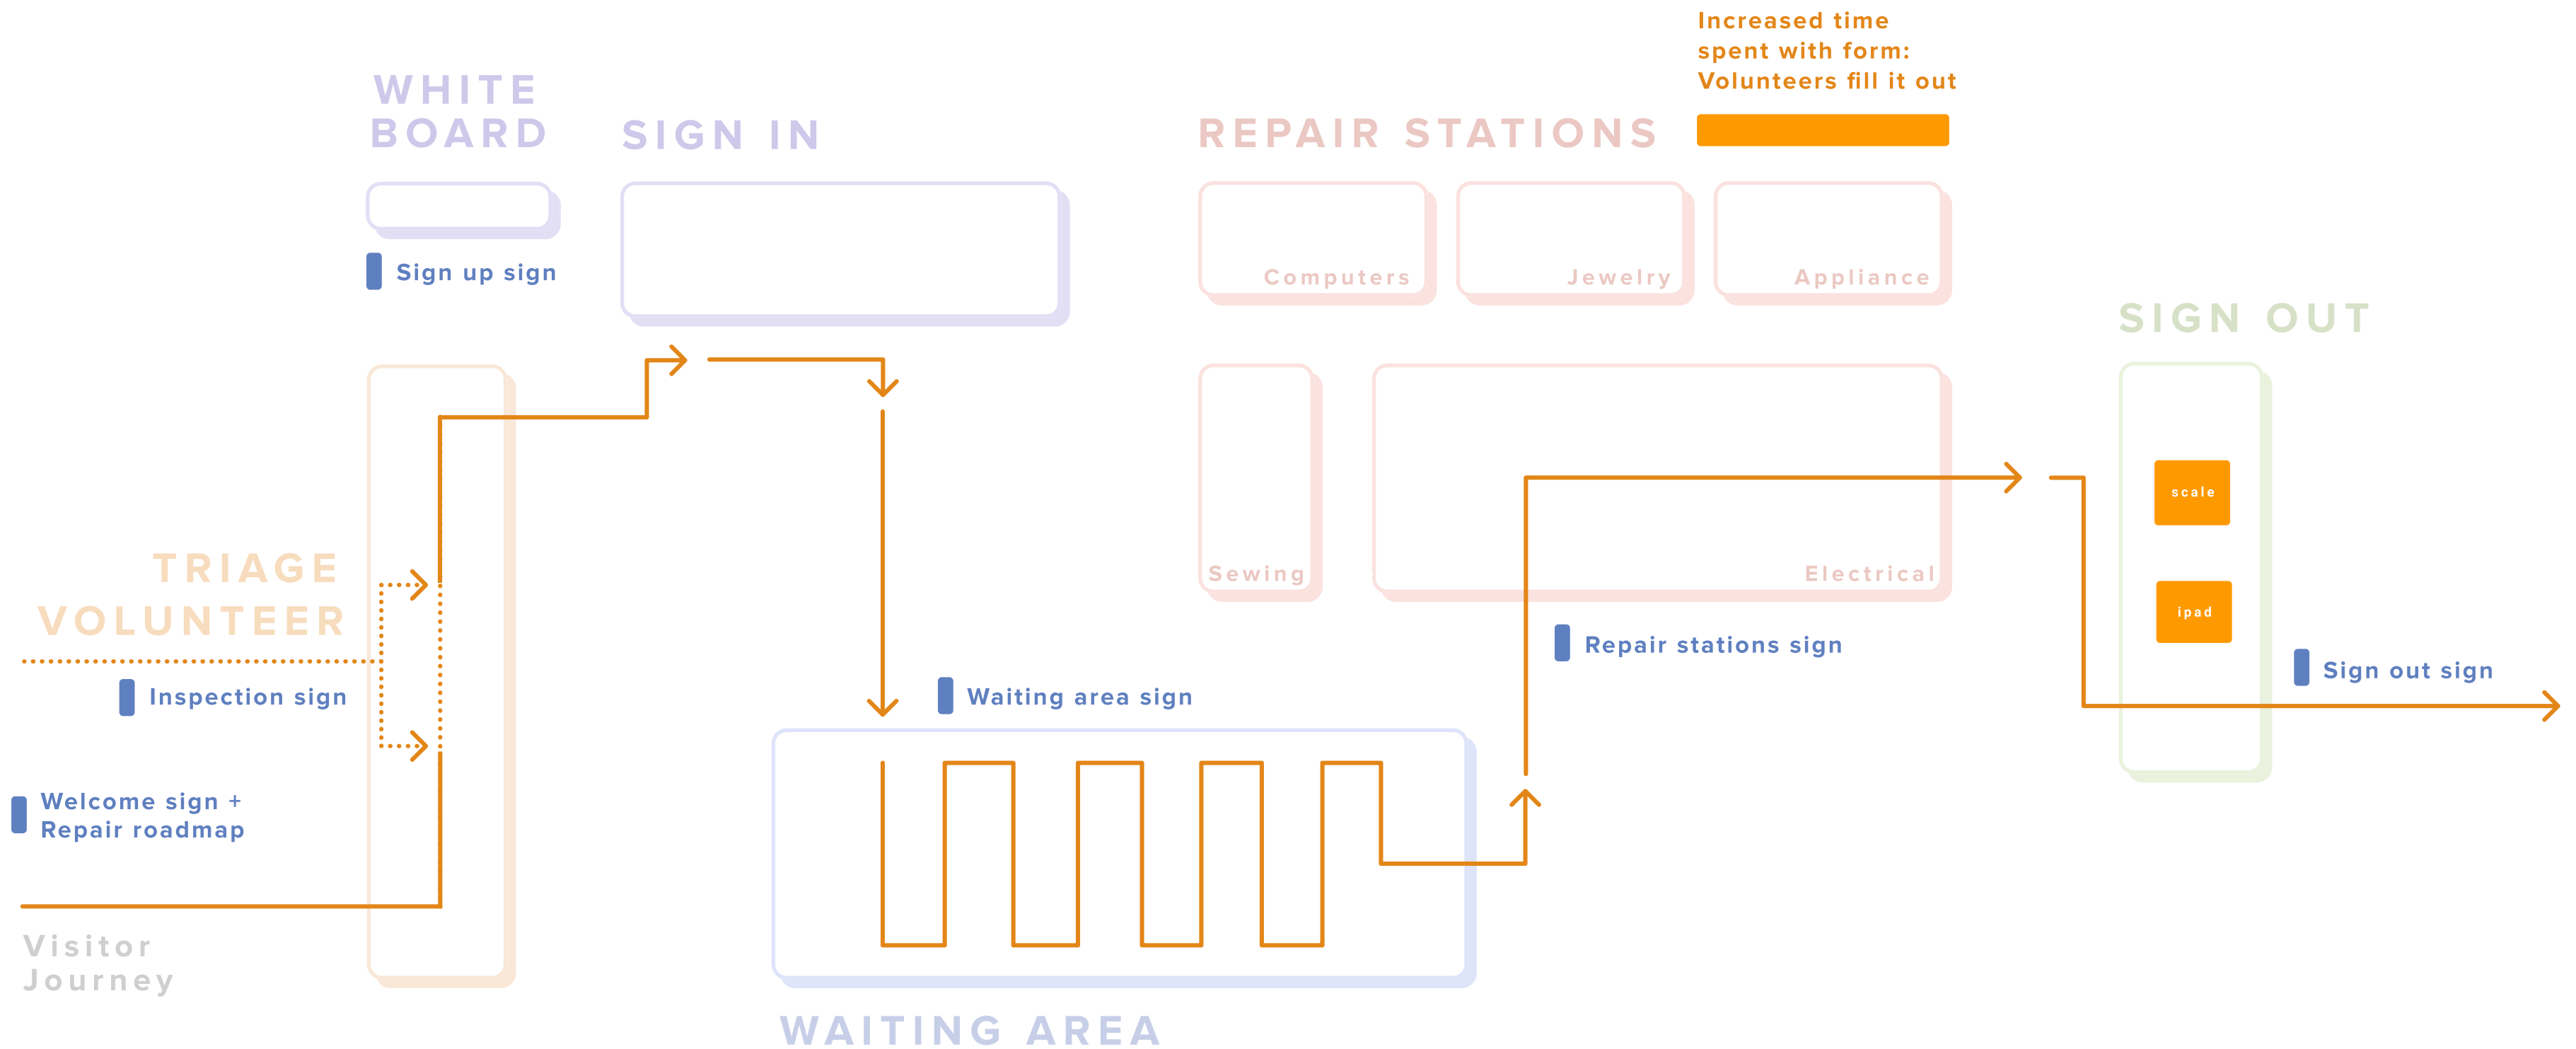 Increased time
spent with form:
Volunteers fill it out
WHITE
BOARD
SIGN IN
REPAIR STATIONS
Sign up sign
Computers
Jewelry
Appliance
SIGN OUT
scale
TRIAGE
VOLUNTEER
Sewing
Electrical
ipad
Repair stations sign
Sign out sign
Inspection sign
Waiting area sign
Welcome sign +
Repair roadmap
Visitor
Journey
WAITING AREA